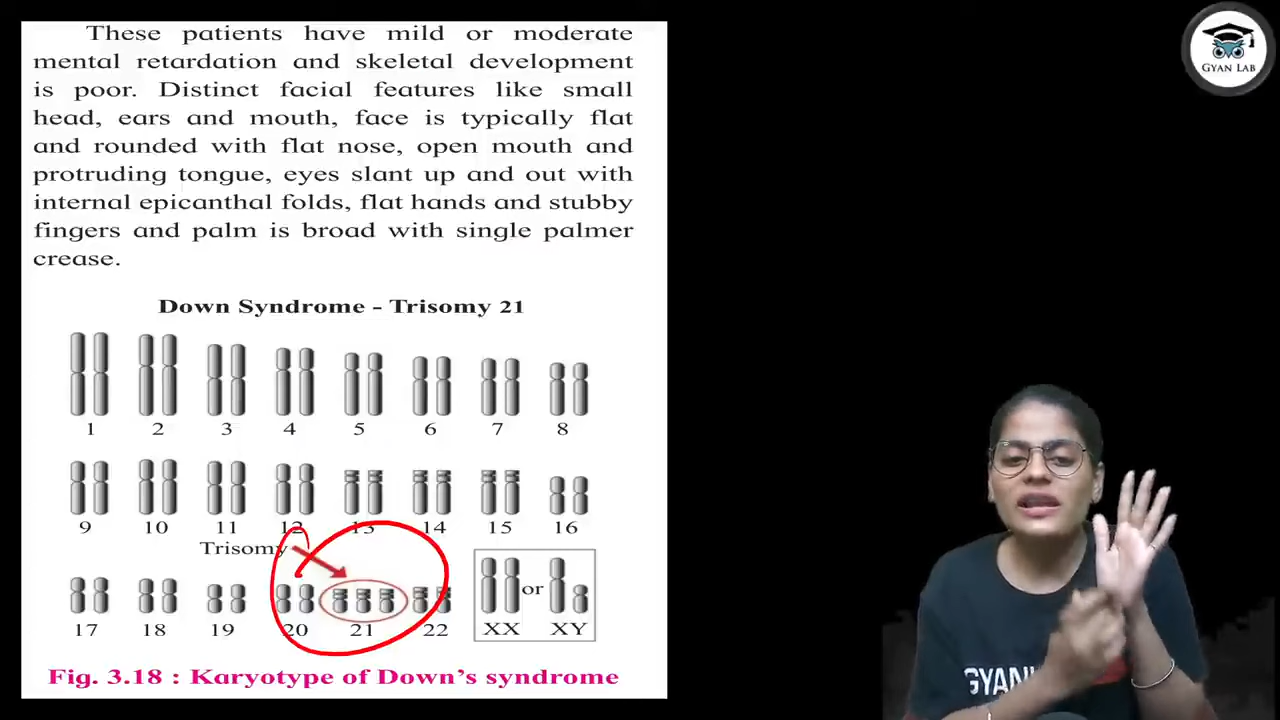 These patients have mild or moderate
mental retardation and skeletal development
is poor. Distinct facial features like small
head, ears and mouth, face is typically flat
and rounded with flat nose, open mouth and
protruding tongue, eyes slant up and out with
internal epicanthal folds, flat hands and stubby
fingers and palm is broad with single palmer
crease.
Down Syndrome - Trisomy 21
1 2 3 4 5 6 7 8
9 10 11 12 13 14 15 16
Trisomy
or
17 18 19 20 21 22 XX XY
Fig. 3.18 : Karyotype of Down's syndrome
GYAN LAB